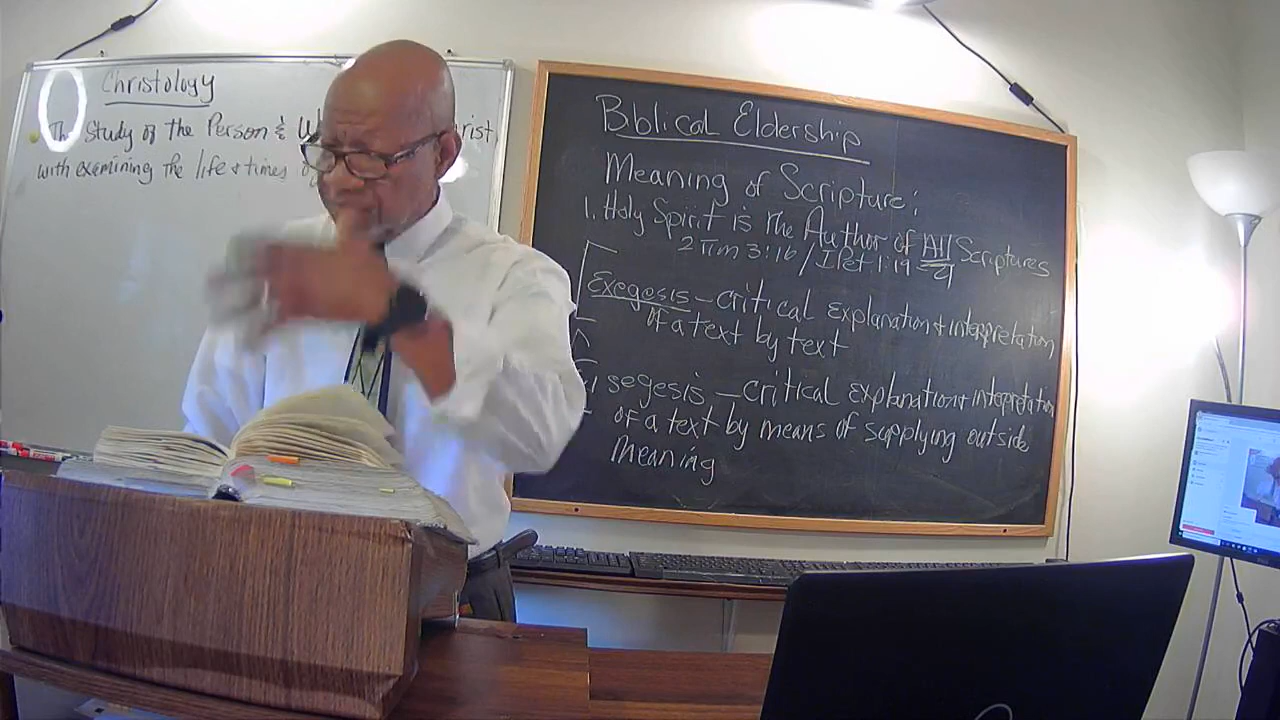 Christology
The Study of the Person &
with examining the life & times
Biblical Eldership
Meaning of Scripture:
1. Holy Spirit is the Author of All Scriptures
2 Tim 3:16 / I Pet 1:19-21
Exegesis – critical explanation & interpretation
of a text by text
Eisegesis – critical explanation & interpretation
of a text by means of supplying outside
meaning